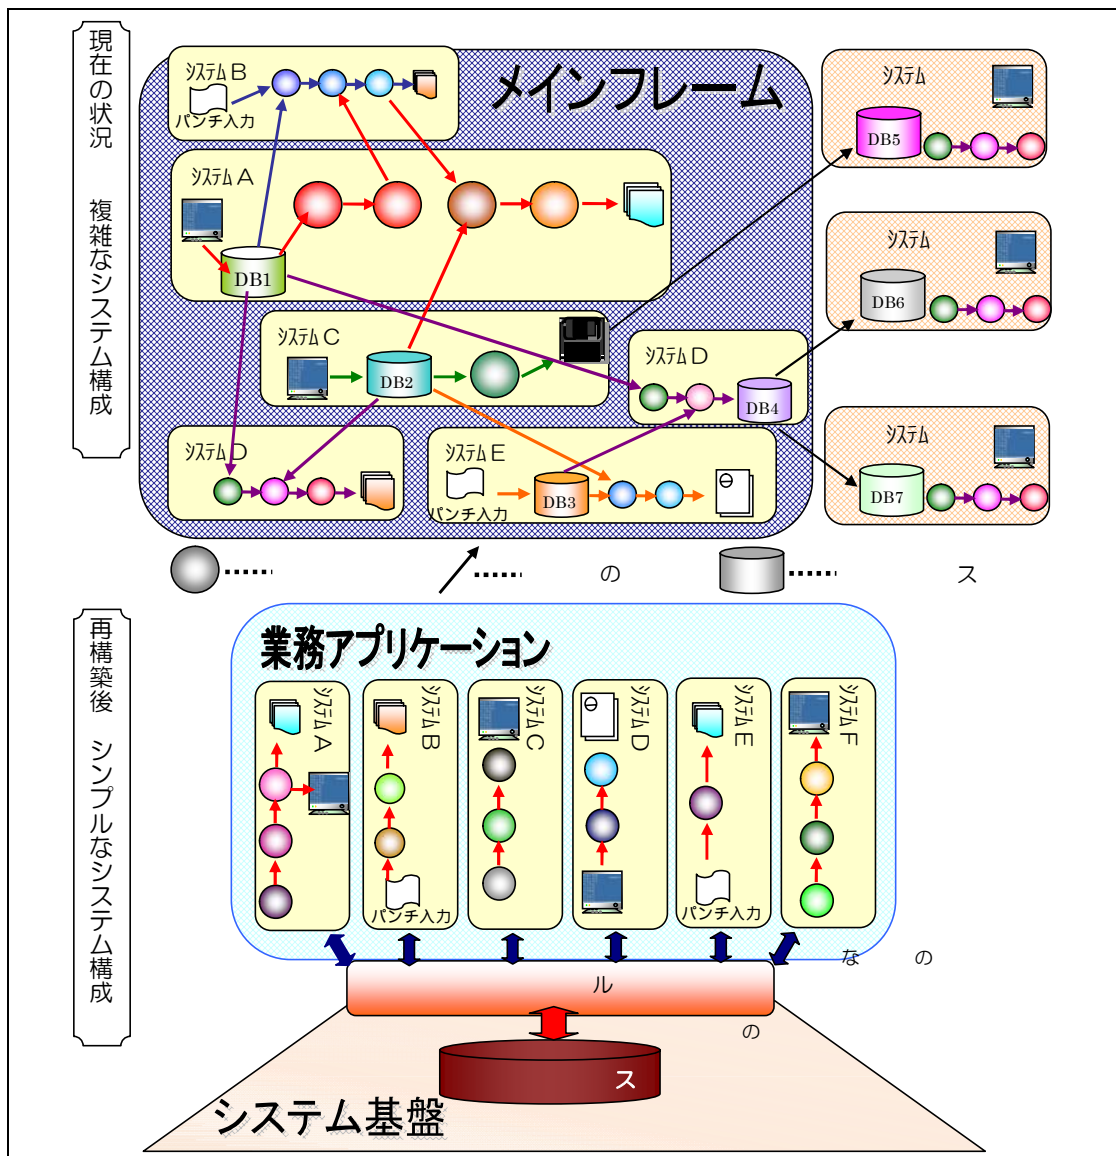 現在の状況　複雑なシステム構成
メインフレーム
システムB
パンチ入力
システムA
DB1
システムC
DB2
システムD
DB4
システムD
システムE
パンチ入力
DB3
システム
DB5
システム
DB6
システム
DB7
……
……　の
……　ス
再構築後　シンプルなシステム構成
業務アプリケーション
システムA
システムB
パンチ入力
システムC
システムD
システムE
パンチ入力
システムF
な　の
ル
の
ス
システム基盤